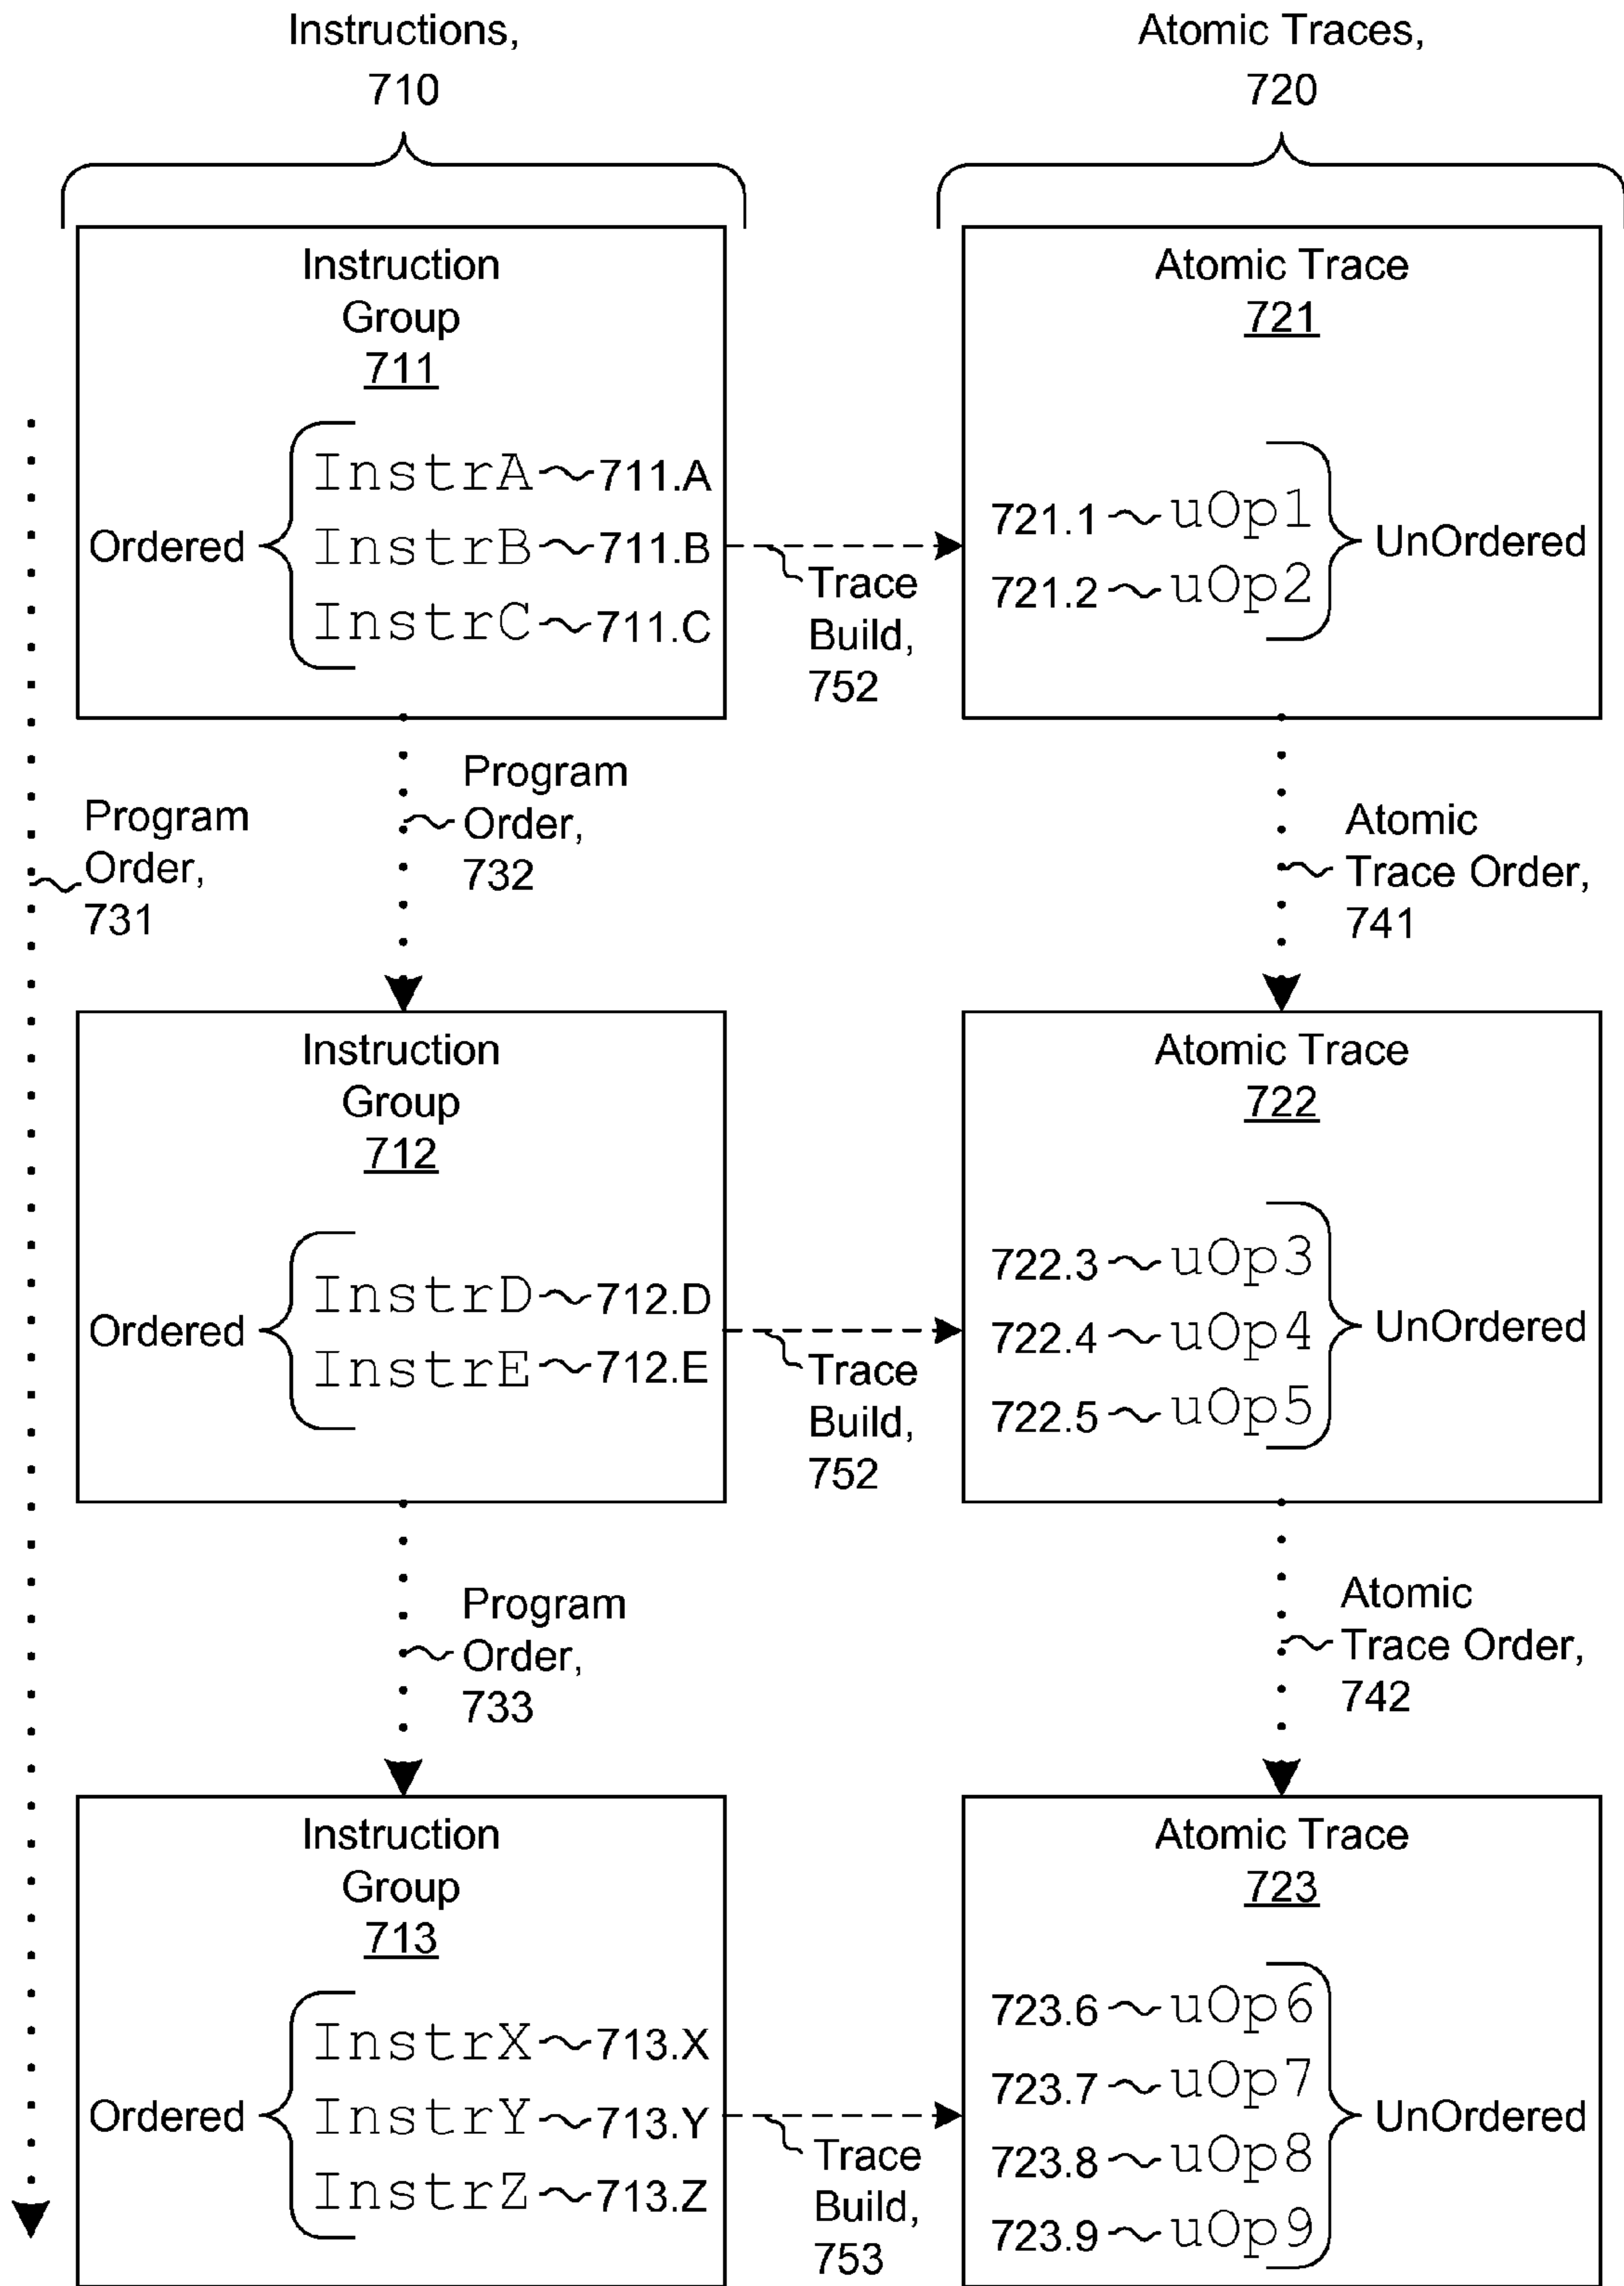 Instructions,
710
Atomic Traces,
720
Instruction
Group
711
Ordered
InstrA 711.A
InstrB 711.B
InstrC 711.C
Trace
Build,
752
Atomic Trace
721
721.1 uOp1
721.2 uOp2
UnOrdered
Program
Order,
731
Program
Order,
732
Atomic
Trace Order,
741
Instruction
Group
712
Ordered
InstrD 712.D
InstrE 712.E
Trace
Build,
752
Atomic Trace
722
722.3 uOp3
722.4 uOp4
722.5 uOp5
UnOrdered
Program
Order,
733
Atomic
Trace Order,
742
Instruction
Group
713
Ordered
InstrX 713.X
InstrY 713.Y
InstrZ 713.Z
Trace
Build,
753
Atomic Trace
723
723.6 uOp6
723.7 uOp7
723.8 uOp8
723.9 uOp9
UnOrdered